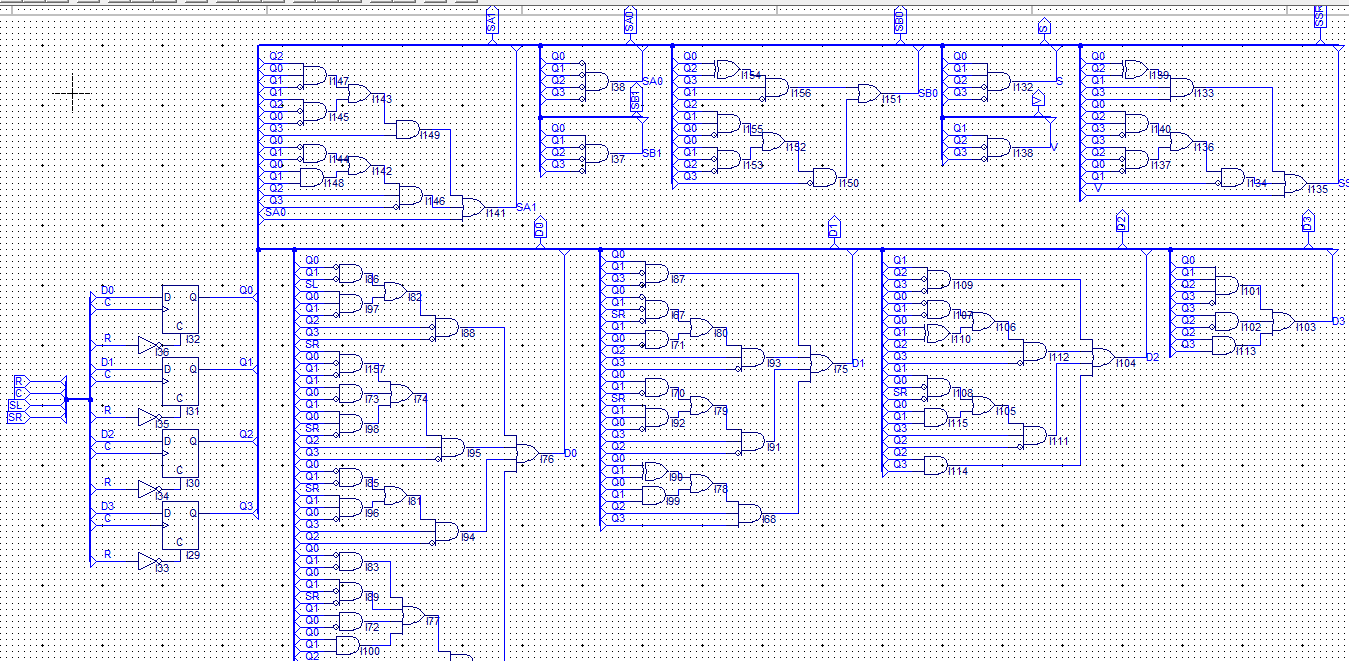 SA1
SA0
SB0
S
SSR
Q2
Q0
Q1
Q1
Q2
Q0
Q3
Q0
Q1
Q0
Q1
Q2
Q3
SA0
I147
I143
I145
I149
I144
I142
I148
I146
I141
SA1
Q0
Q1
Q2
Q3
I38
SA0
SB1
Q0
Q1
Q2
Q3
I37
SB1
Q0
Q2
Q3
Q1
Q2
Q0
Q1
Q0
Q2
Q1
Q3
I154
I156
I151
SB0
I155
I152
I153
I150
Q0
Q1
Q2
Q3
I132
S
V
Q1
Q2
Q3
I138
V
Q0
Q2
Q3
Q1
Q0
Q0
Q3
Q0
Q2
Q0
Q1
V
I139
I133
I140
I136
I137
I134
I135
SS
D0
D1
D2
D3
D0
C
D
Q
Q0
C
R
I36
I32
D1
C
D
Q
Q1
C
R
I35
I31
D2
C
D
Q
Q2
C
R
I34
I30
D3
C
D
Q
Q3
C
R
I33
I29
R
C
SL
SR
Q0
Q1
SL
Q0
Q1
Q2
Q3
SR
Q0
Q1
Q0
Q1
Q0
SR
Q2
Q3
Q0
Q1
SR
Q1
Q0
Q3
Q2
Q0
Q1
Q0
Q1
SR
Q1
Q0
Q0
Q1
Q2
I86
I82
I97
I88
I157
I73
I74
I98
I95
I76
D0
I85
I81
I96
I94
I83
I89
I77
I72
I100
Q0
Q1
Q3
Q0
SR
Q1
Q0
Q2
Q3
Q0
Q1
SR
Q1
Q0
Q3
Q2
Q0
Q1
Q0
Q1
Q2
Q3
I87
I87
I80
I71
I93
I75
D1
I70
I79
I92
I91
I90
I78
I99
I68
Q1
Q2
Q3
Q0
Q1
Q0
Q1
Q2
Q3
Q1
Q0
SR
Q1
Q0
Q3
Q2
Q2
Q3
I109
I107
I106
I110
I112
I104
D2
I108
I105
I115
I111
I114
Q0
Q1
Q2
Q3
Q3
Q2
Q2
Q3
I101
I102
I103
I113
D3